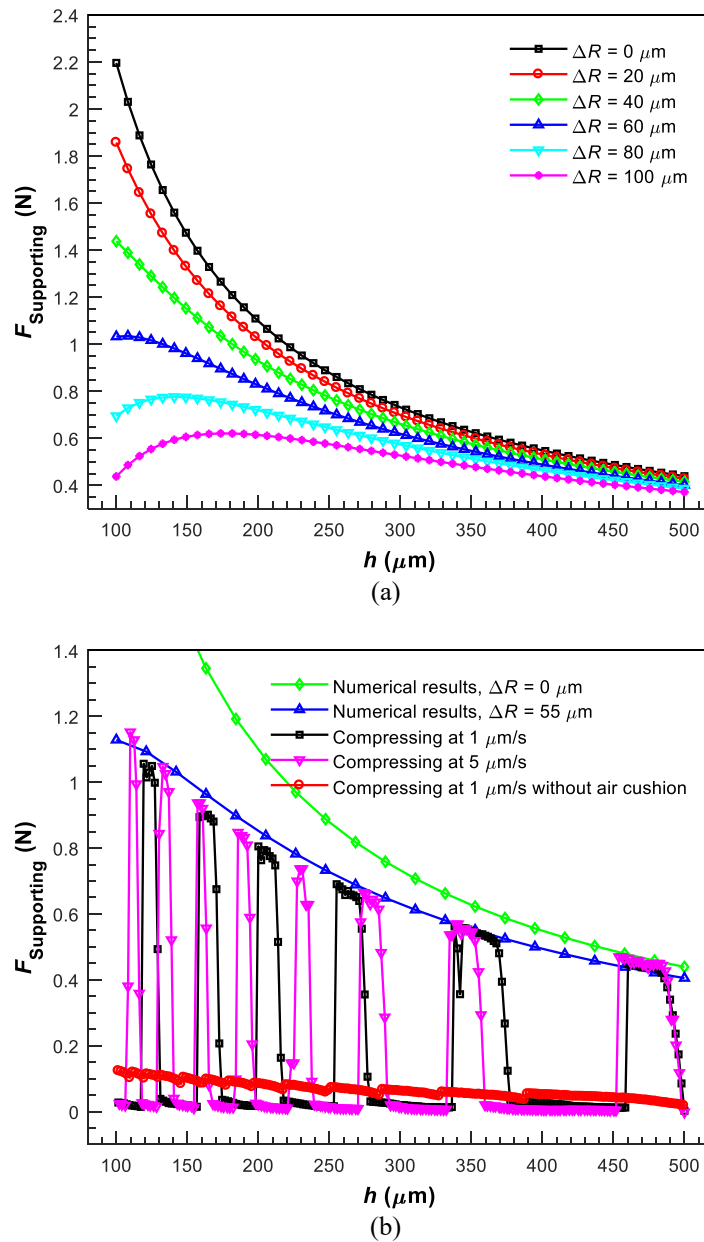 2.4
2.2
2
1.8
1.6
1.4
1.2
1
0.8
0.6
0.4
F Supporting (N)
ΔR = 0 μm
ΔR = 20 μm
ΔR = 40 μm
ΔR = 60 μm
ΔR = 80 μm
ΔR = 100 μm
100 150 200 250 300 350 400 450 500
h (μm)
(a)
1.4
1.2
1
0.8
0.6
0.4
0.2
0
F Supporting (N)
Numerical results, ΔR = 0 μm
Numerical results, ΔR = 55 μm
Compressing at 1 μm/s
Compressing at 5 μm/s
Compressing at 1 μm/s without air cushion
100 150 200 250 300 350 400 450 500
h (μm)
(b)